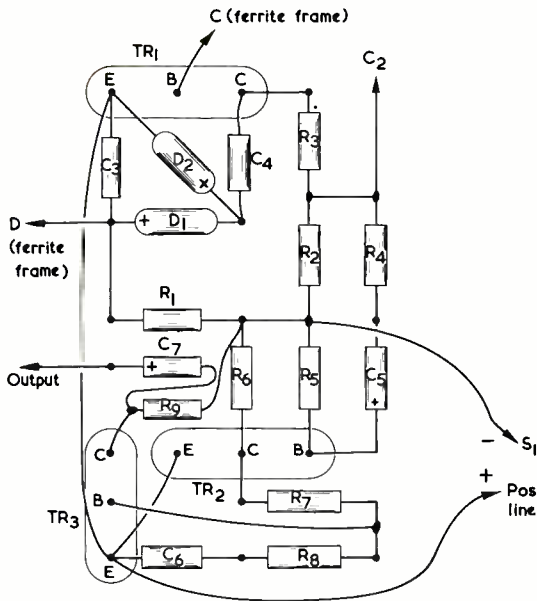 C (ferrite frame)
TR1
E B C
C2
C3
D2
C4
R3
D
(ferrite
frame)
+ D1
R2
R4
R1
C7
+
Output
R9
R6
R5
C5
+
C
E C B
TR2
-
S1
+
Pos
line
B
TR3
R7
E
C6
R8